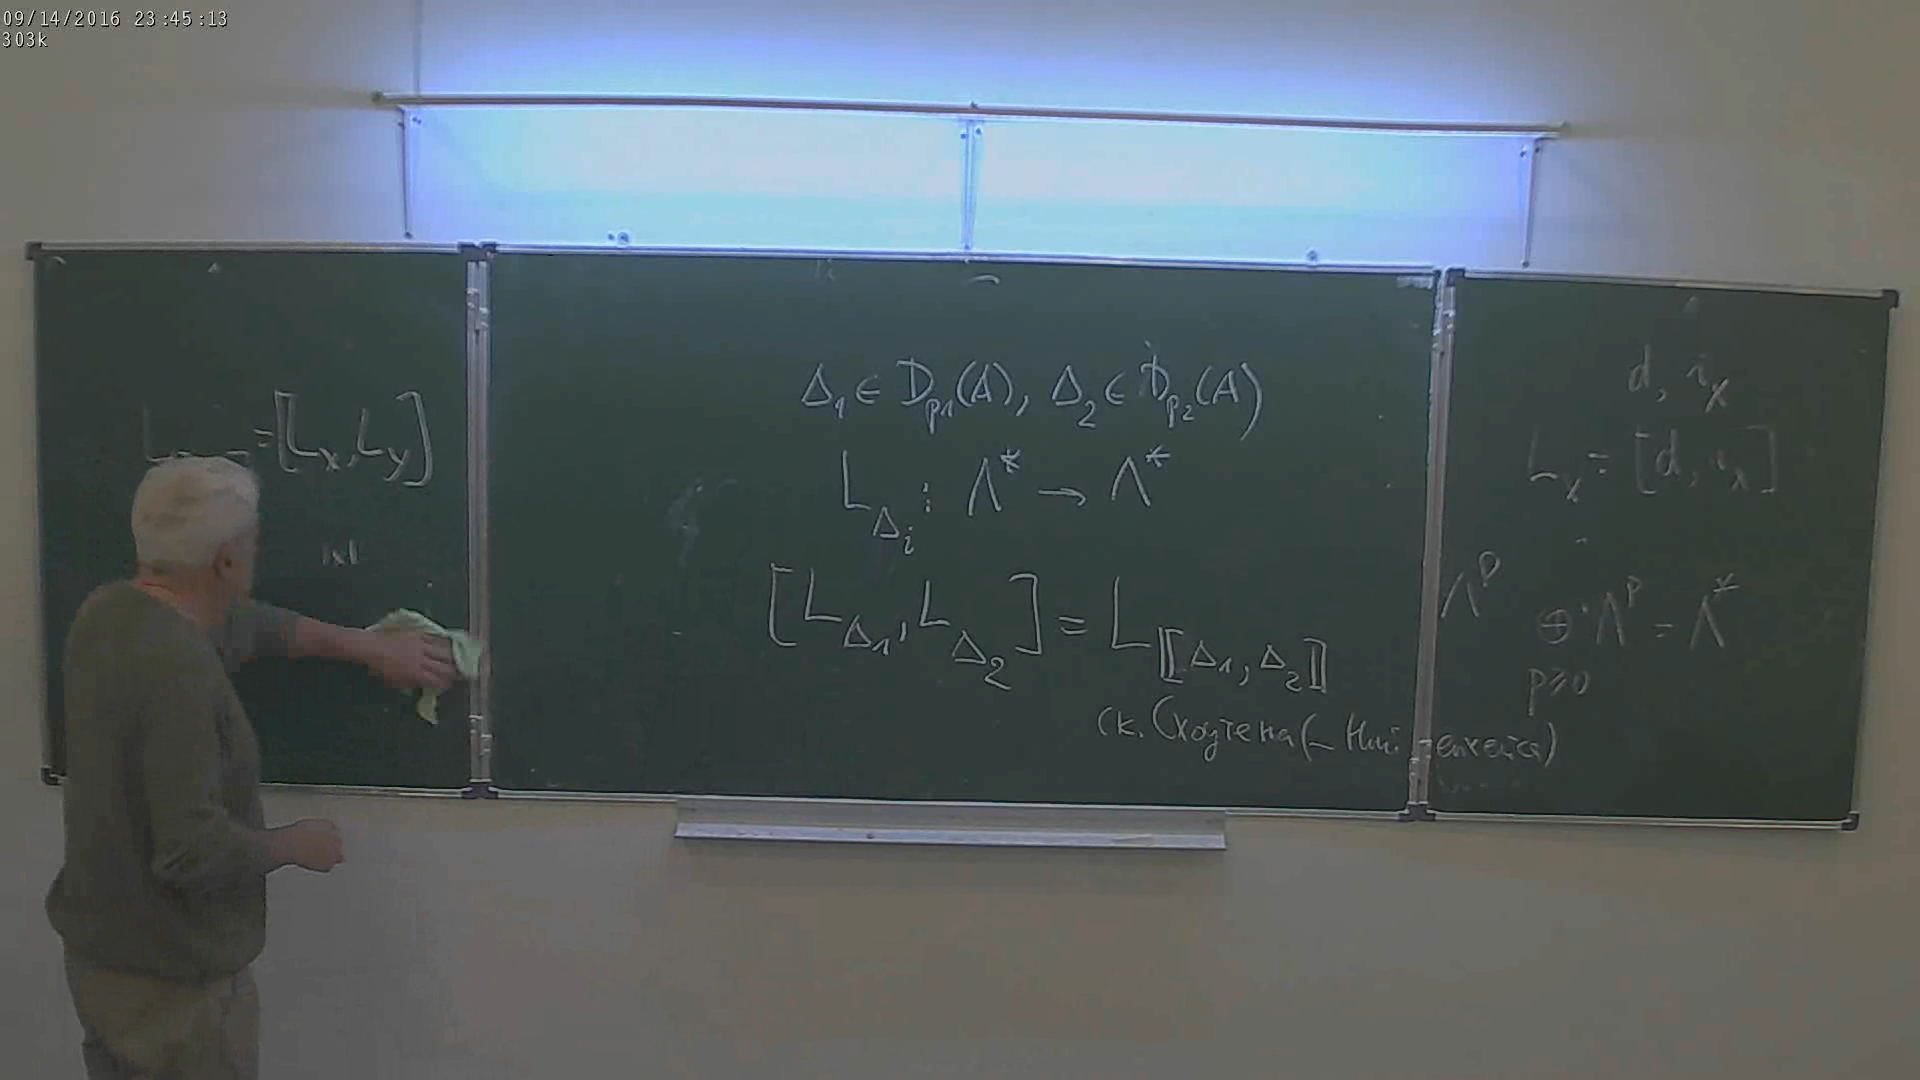 09/14/2016 23:45:13
303k
L = [L_x, L_y]
Δ_1 ∈ D_{p1}(A), Δ_2 ∈ D_{p2}(A)
L_{Δ_i} : Λ^* → Λ^*
[L_{Δ_1}, L_{Δ_2}] = L_{⟦Δ_1, Δ_2⟧}
ск. Схоутена (–
d, i_x
L_x = [d, i_x]
Λ^p
⊕ Λ^p = Λ^*
p≥0